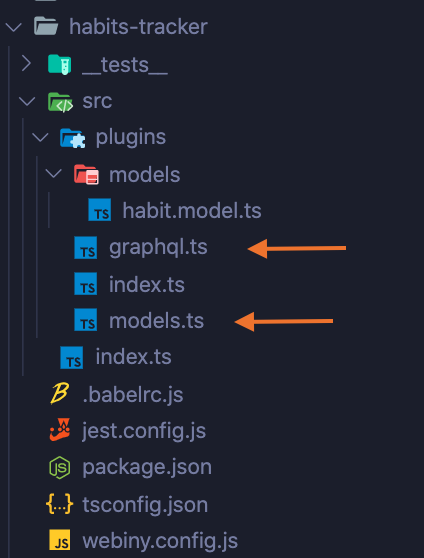 habits-tracker
__tests__
src
plugins
models
TS habit.model.ts
TS graphql.ts
TS index.ts
TS models.ts
TS index.ts
B .babelrc.js
jest.config.js
JS package.json
{...} tsconfig.json
JS webiny.config.js